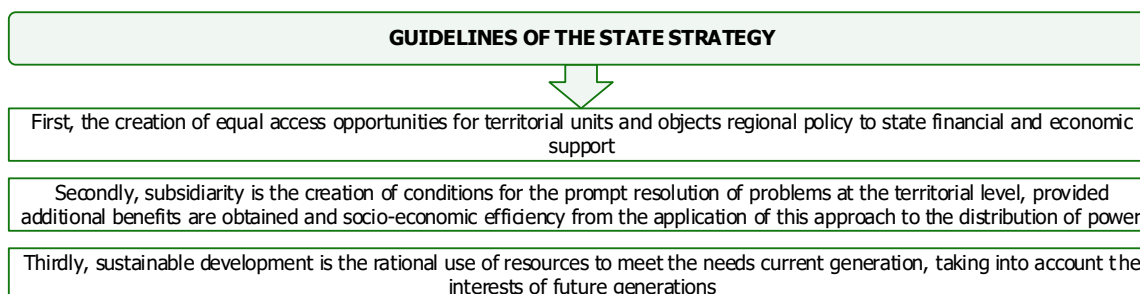 GUIDELINES OF THE STATE STRATEGY
First, the creation of equal access opportunities for territorial units and objects regional policy to state financial and economic
support
Secondly, subsidiarity is the creation of conditions for the prompt resolution of problems at the territorial level, provided
additional benefits are obtained and socio-economic efficiency from the application of this approach to the distribution of power
Thirdly, sustainable development is the rational use of resources to meet the needs current generation, taking into account the
interests of future generations